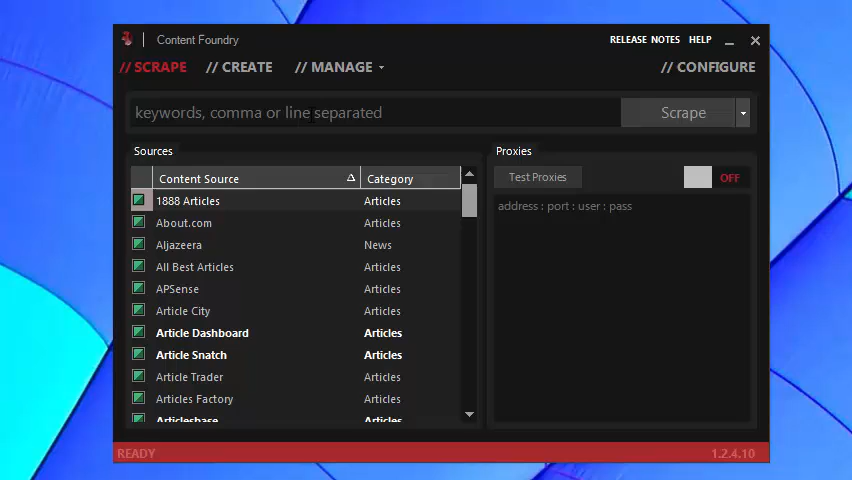 Content Foundry
RELEASE NOTES HELP
// SCRAPE // CREATE // MANAGE // CONFIGURE
keywords, comma or line separated
Scrape
Sources
Proxies
Content Source Category
Test Proxies OFF
1888 Articles Articles
address : port : user : pass
About.com Articles
Aljazeera News
All Best Articles Articles
APSense Articles
Article City Articles
Article Dashboard Articles
Article Snatch Articles
Article Trader Articles
Articles Factory Articles
Articlesbase Articles
READY 1.2.4.10